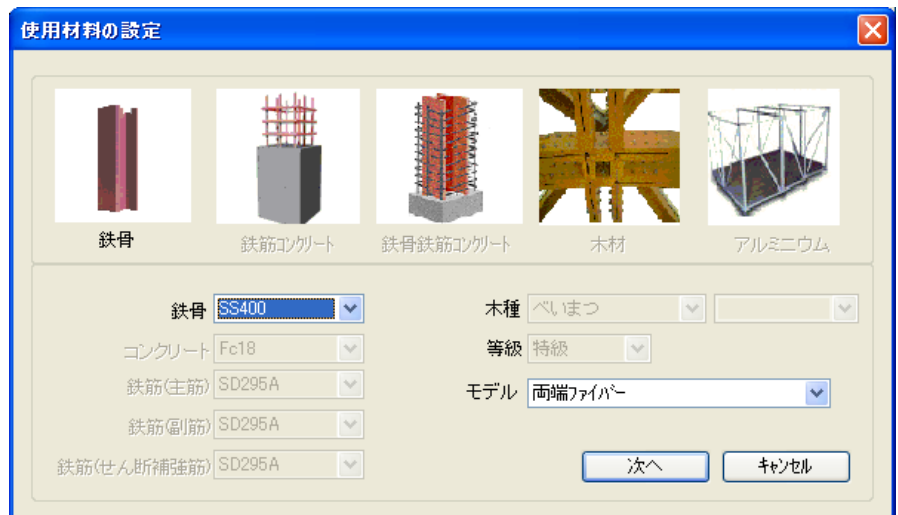 使用材料の設定
鉄骨 鉄筋コンクリート 鉄骨鉄筋コンクリート 木材 アルミニウム
鉄骨 SS400 木種 べいまつ
コンクリート Fc18 等級 特級
鉄筋(主筋) SD295A モデル 両端ファイバー
鉄筋(副筋) SD295A
鉄筋(せん断補強筋) SD295A 次へ キャンセル